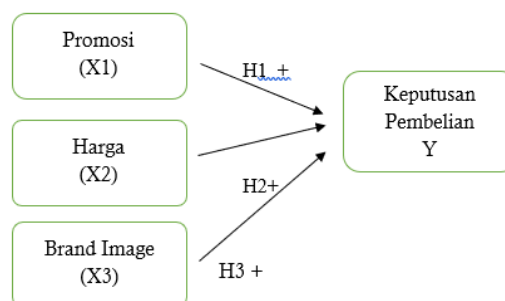 Promosi
(X1)
H1 +
Harga
(X2)
H2+
Brand Image
(X3)
H3 +
Keputusan
Pembelian
Y